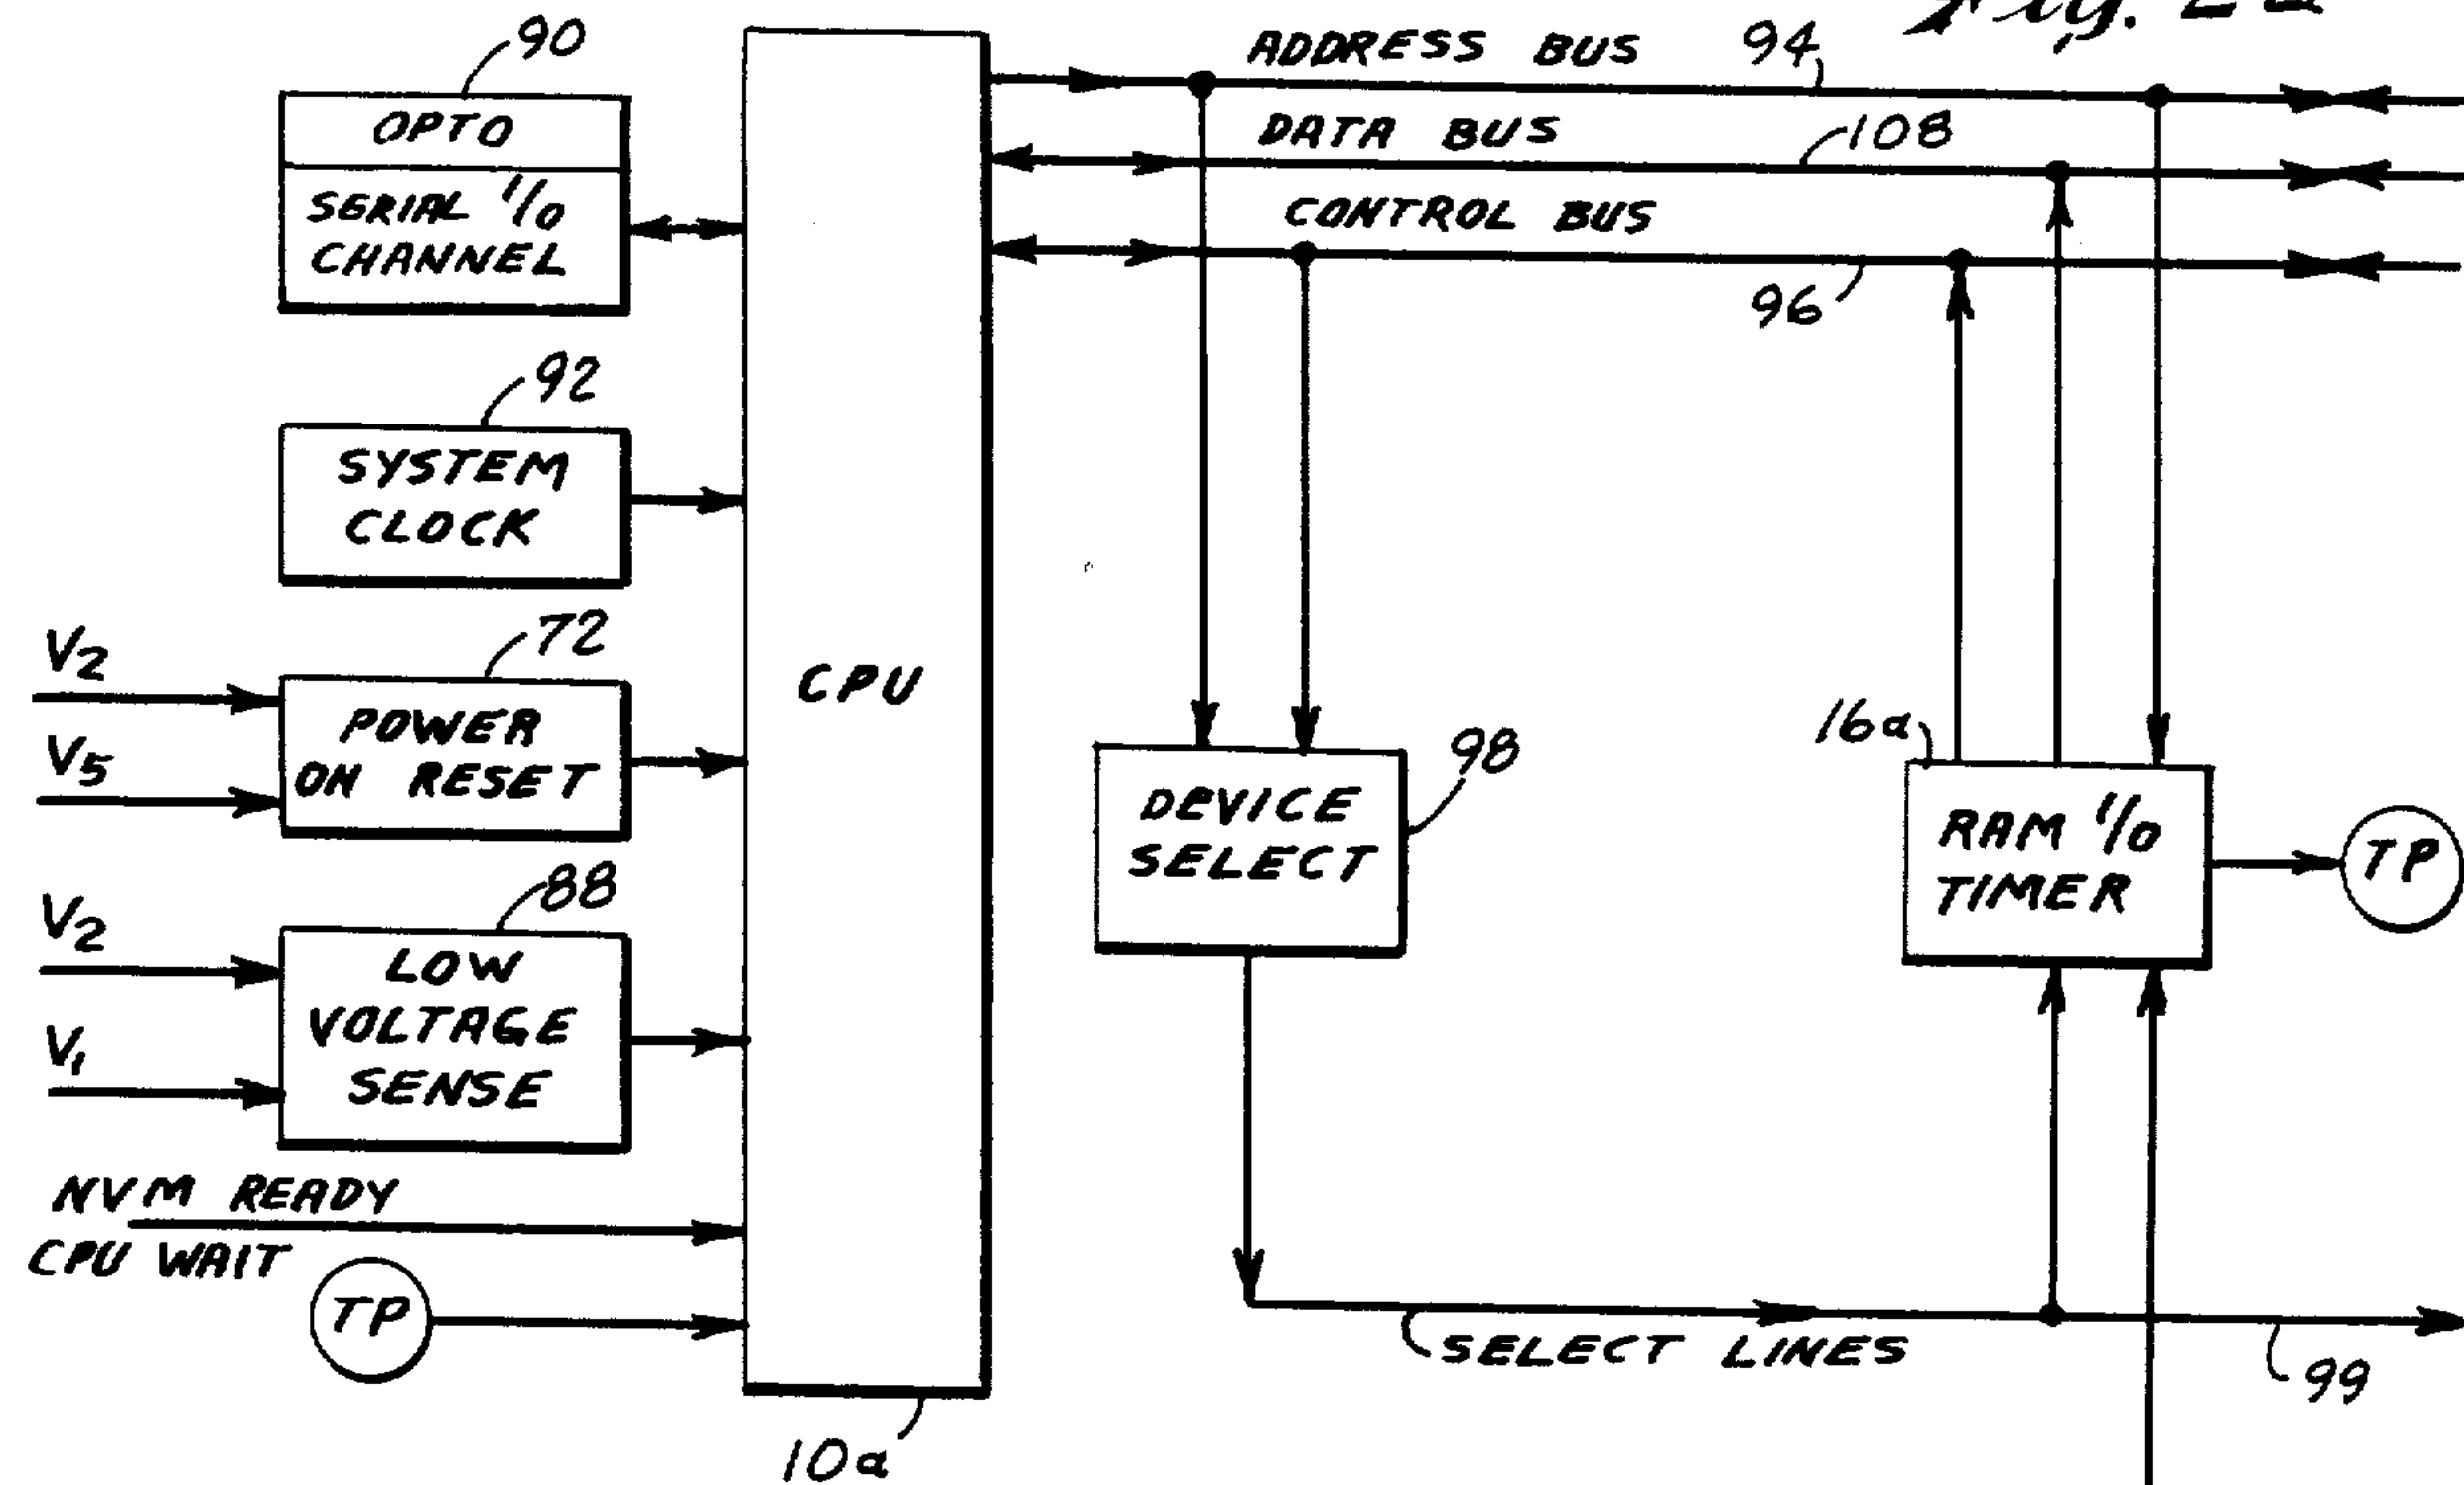 90
OPTO
SERIAL I/O
CHANNEL
92
SYSTEM
CLOCK
V2
72
POWER
ON RESET
V5
V2
88
LOW
VOLTAGE
SENSE
V1
NVM READY
CPU WAIT
TP
CPU
10a
ADDRESS BUS
94
DATA BUS
108
CONTROL BUS
96
DEVICE
SELECT
98
16a
RAM I/O
TIMER
TP
SELECT LINES
99